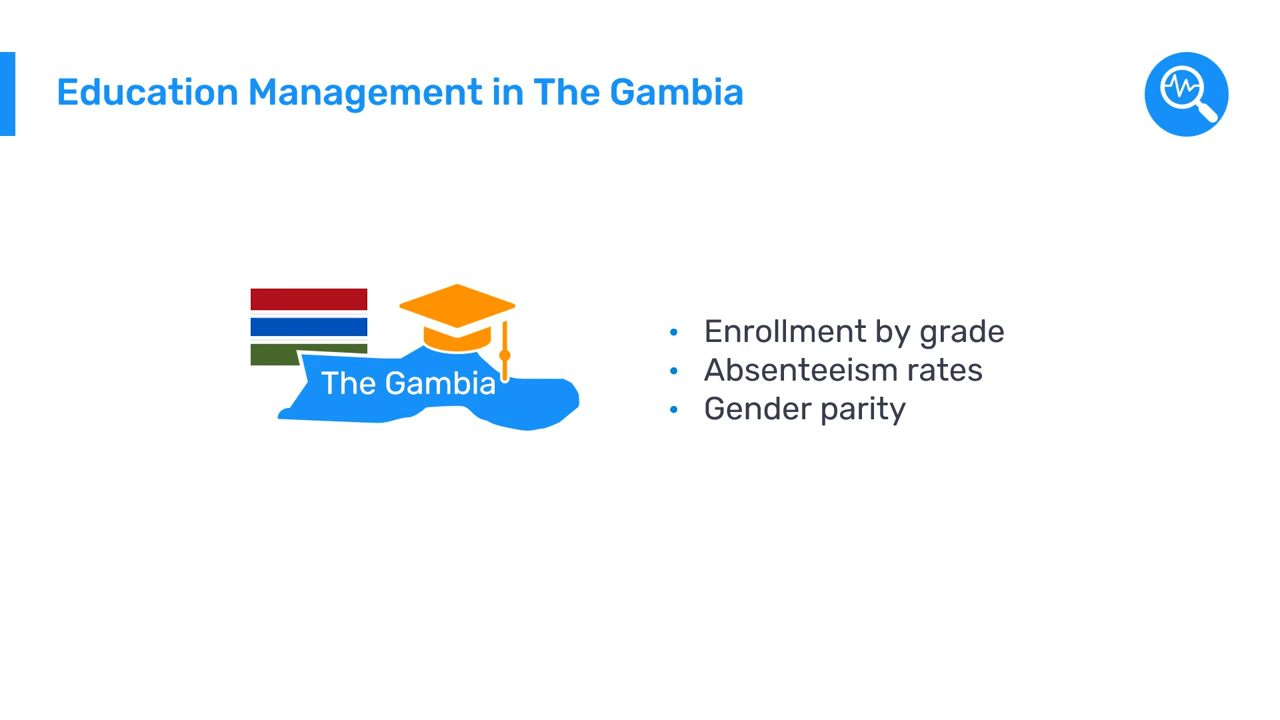 Education Management in The Gambia
The Gambia
• Enrollment by grade
• Absenteeism rates
• Gender parity